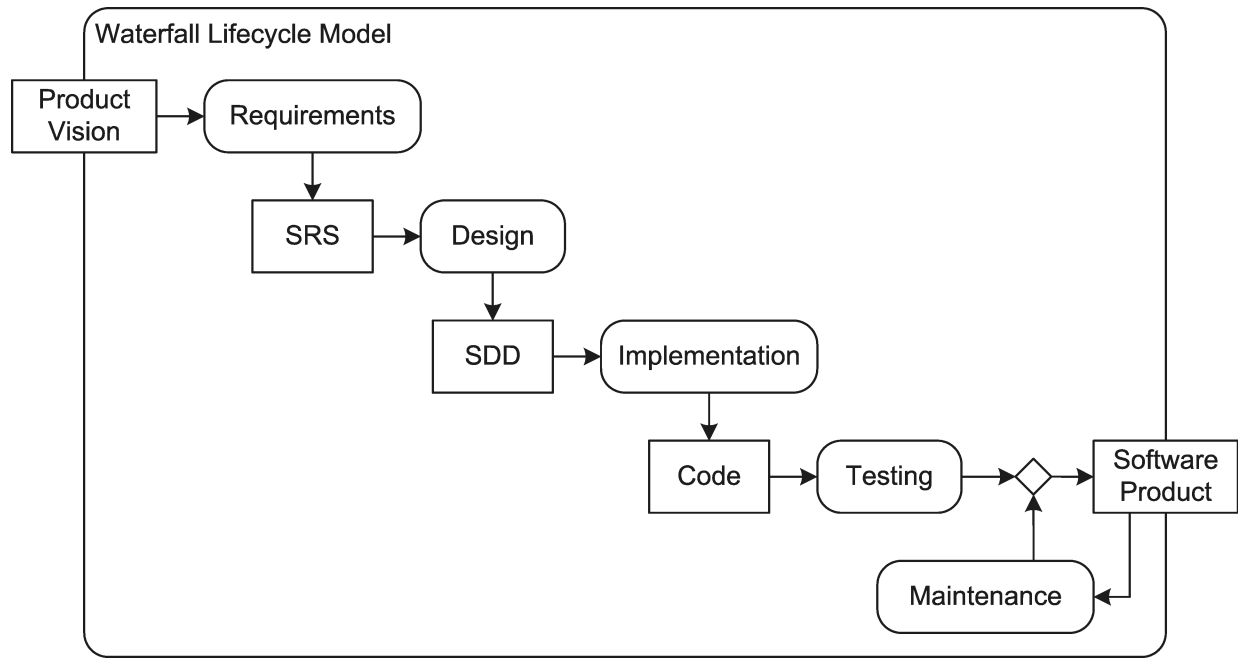 Waterfall Lifecycle Model
Product
Vision
Requirements
SRS
Design
SDD
Implementation
Code
Testing
Software
Product
Maintenance